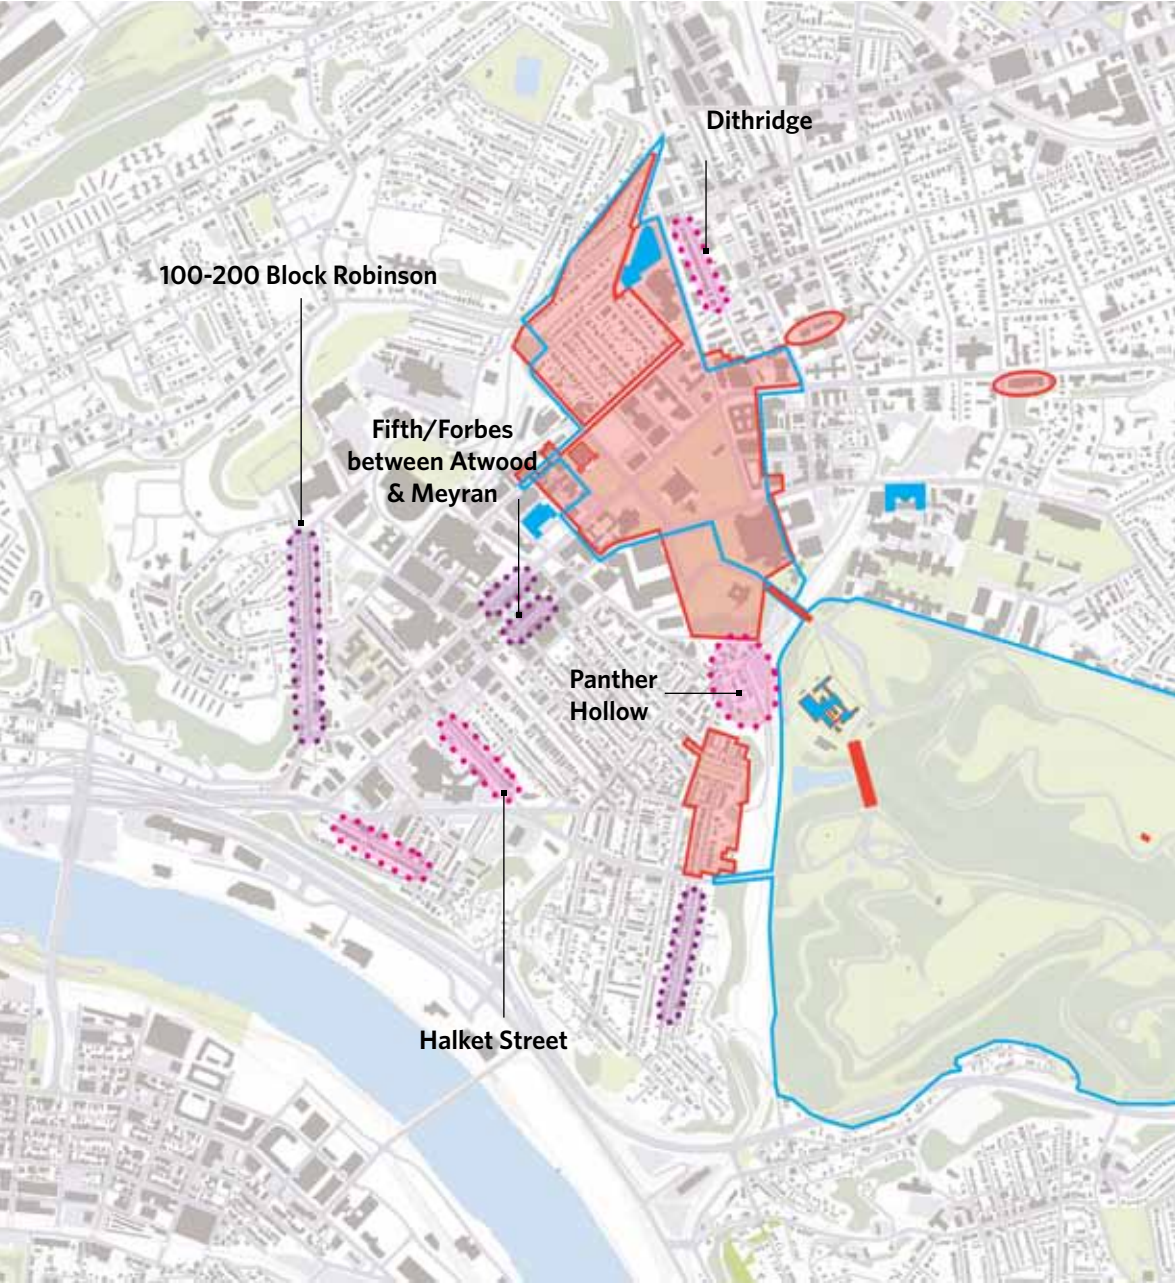 Dithridge
100-200 Block Robinson
Fifth/Forbes
between Atwood
& Meyran
Panther
Hollow
Halket Street